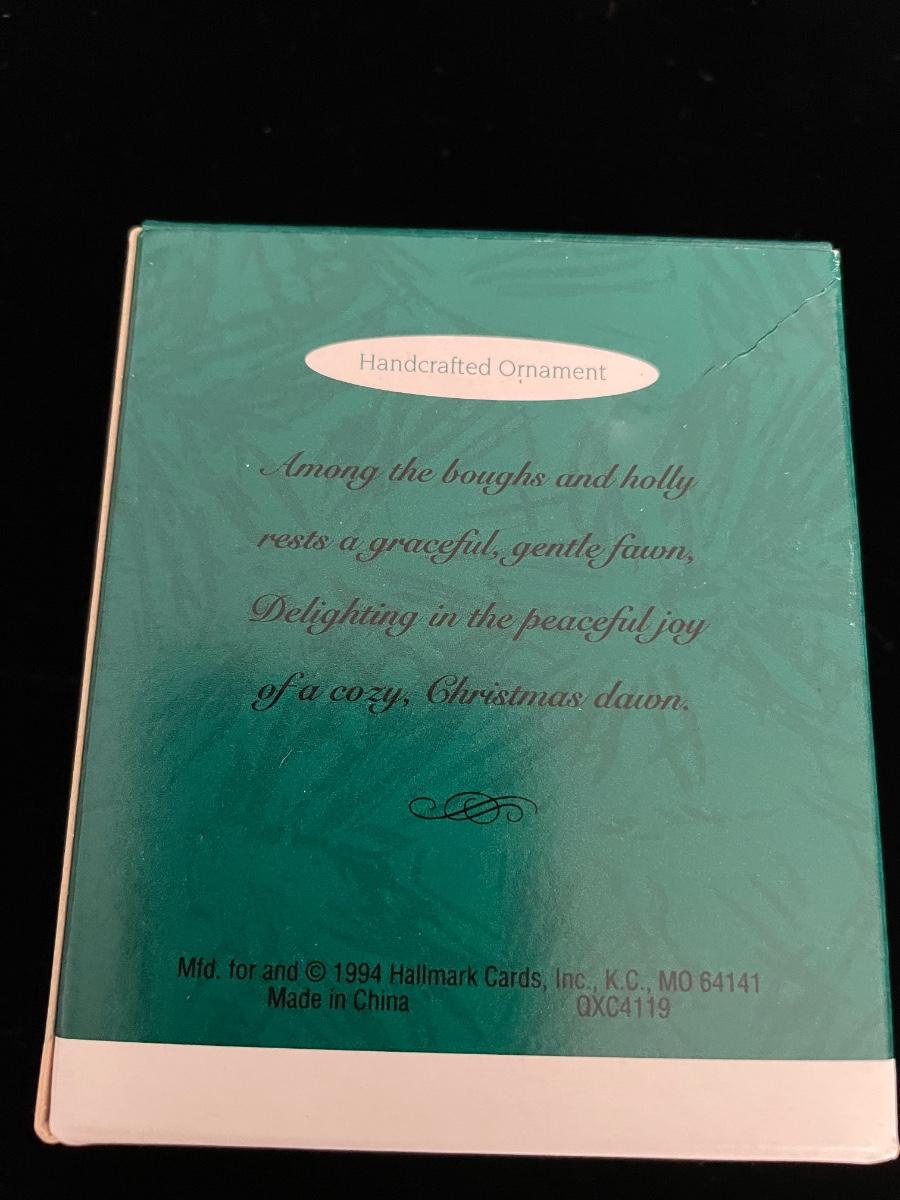 Handcrafted Ornament
Among the boughs and holly
rests a graceful, gentle fawn,
Delighting in the peaceful joy
of a cozy, Christmas dawn.
Mfd. for and © 1994 Hallmark Cards, Inc., K.C., MO 64141
Made in China QXC4119